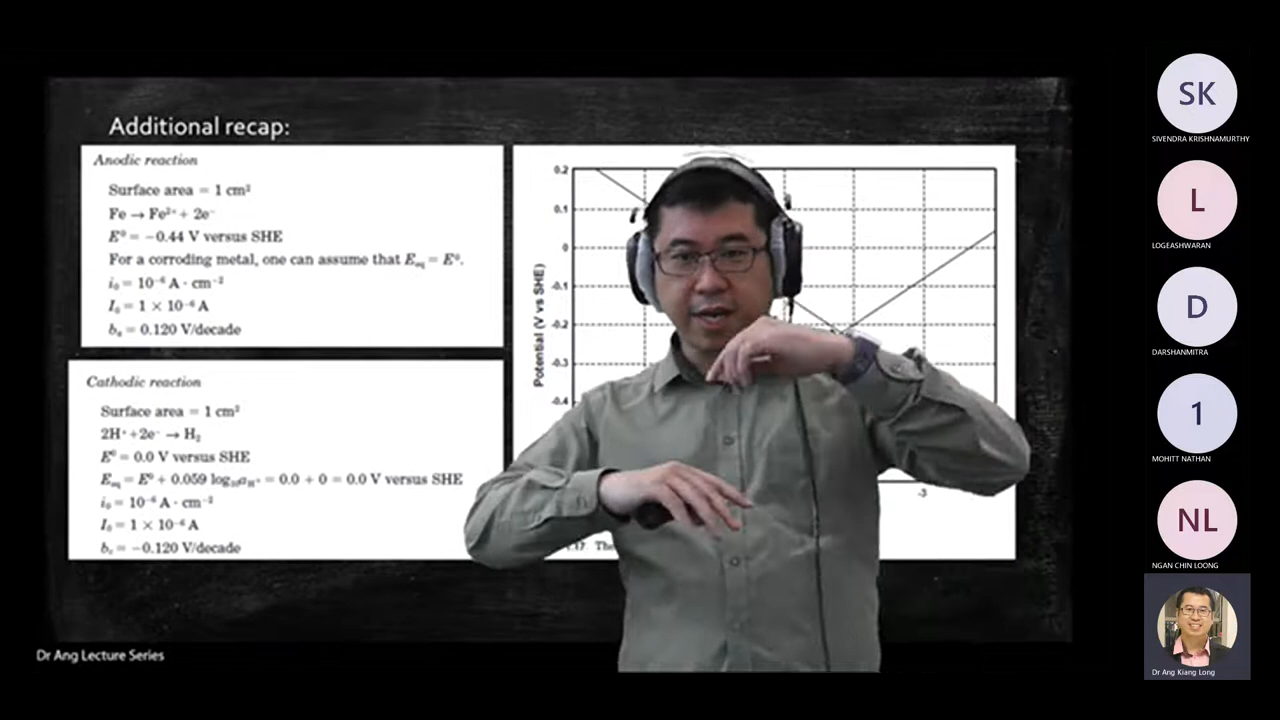 Additional recap:
Anodic reaction
Surface area = 1 cm²
Fe → Fe²⁺ + 2e⁻
E⁰ = −0.44 V versus SHE
For a corroding metal, one can assume that E_eq = E⁰.
i₀ = 10⁻⁶ A · cm⁻²
I₀ = 1 × 10⁻⁶ A
b_a = 0.120 V/decade
Cathodic reaction
Surface area = 1 cm²
2H⁺ + 2e⁻ → H₂
E⁰ = 0.0 V versus SHE
E_eq = E⁰ + 0.059 log₁₀a_H⁺ = 0.0 + 0 = 0.0 V versus SHE
i₀ = 10⁻⁶ A · cm⁻²
I₀ = 1 × 10⁻⁶ A
b_c = −0.120 V/decade
Potential (V vs SHE)
0.2
0.1
0
-0.1
-0.2
-0.3
-0.4
-3
Dr Ang Lecture Series
SK
SIVENDRA KRISHNAMURTHY
L
LOGEASHWARAN
D
DARSHANMITRA
1
MOHITT NATHAN
NL
NGAN CHIN LOONG
Dr Ang Kiang Long